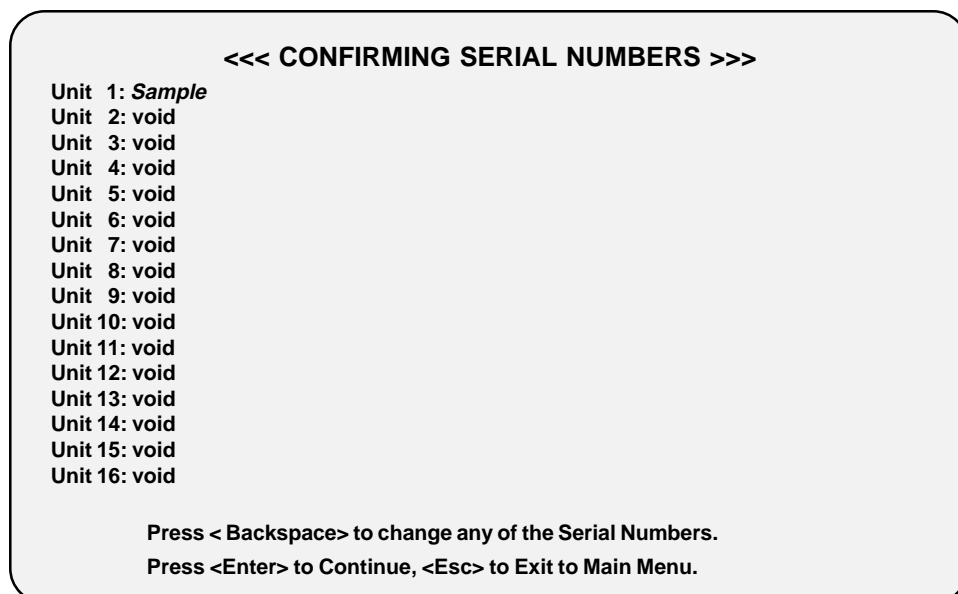 <<< CONFIRMING SERIAL NUMBERS >>>
Unit 1: Sample
Unit 2: void
Unit 3: void
Unit 4: void
Unit 5: void
Unit 6: void
Unit 7: void
Unit 8: void
Unit 9: void
Unit 10: void
Unit 11: void
Unit 12: void
Unit 13: void
Unit 14: void
Unit 15: void
Unit 16: void
Press < Backspace> to change any of the Serial Numbers.
Press <Enter> to Continue, <Esc> to Exit to Main Menu.